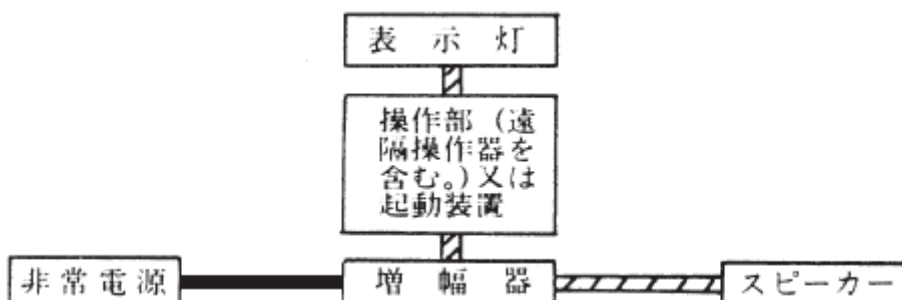 表示灯
操作部(遠
隔操作器を
含む。)又は
起動装置
非常電源
増幅器
スピーカー